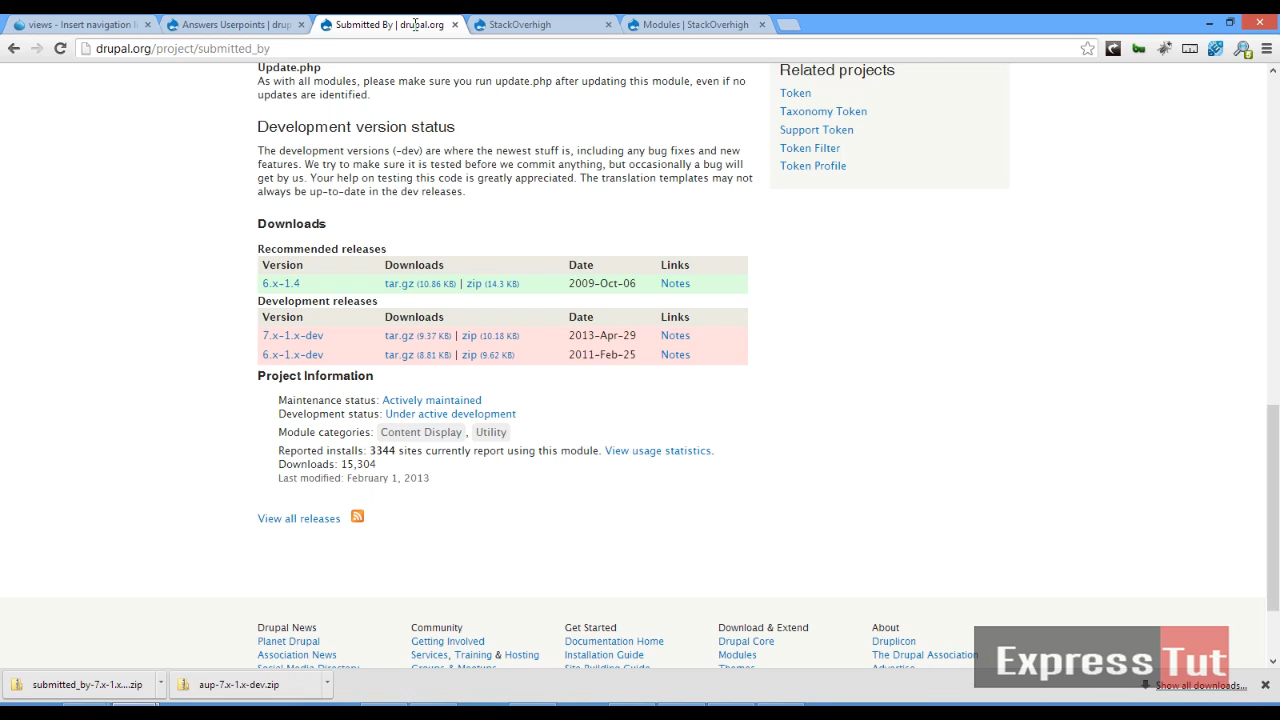 views - Insert navigation li
Answers Userpoints | drup
Submitted By | drupal.org
StackOverhigh
Modules | StackOverhigh
drupal.org/project/submitted_by
Update.php
As with all modules, please make sure you run update.php after updating this module, even if no
updates are identified.
Development version status
The development versions (-dev) are where the newest stuff is, including any bug fixes and new
features. We try to make sure it is tested before we commit anything, but occasionally a bug will
get by us. Your help on testing this code is greatly appreciated. The translation templates may not
always be up-to-date in the dev releases.
Related projects
Token
Taxonomy Token
Support Token
Token Filter
Token Profile
Downloads
Recommended releases
Version Downloads Date Links
6.x-1.4 tar.gz (10.86 KB) | zip (14.3 KB) 2009-Oct-06 Notes
Development releases
Version Downloads Date Links
7.x-1.x-dev tar.gz (9.37 KB) | zip (10.18 KB) 2013-Apr-29 Notes
6.x-1.x-dev tar.gz (8.81 KB) | zip (9.62 KB) 2011-Feb-25 Notes
Project Information
Maintenance status: Actively maintained
Development status: Under active development
Module categories: Content Display, Utility
Reported installs: 3344 sites currently report using this module. View usage statistics.
Downloads: 15,304
Last modified: February 1, 2013
View all releases
Drupal News Community Get Started Download & Extend About
Planet Drupal Getting Involved Documentation Home Drupal Core Druplicon
Association News Services, Training & Hosting Installation Guide Modules The Drupal Association
Social Media Directory Groups & Meetups Site Building Guide Themes Advertise
Express Tut
submitted_by-7.x-1.x....zip
aup-7.x-1.x-dev.zip
Show all downloads...